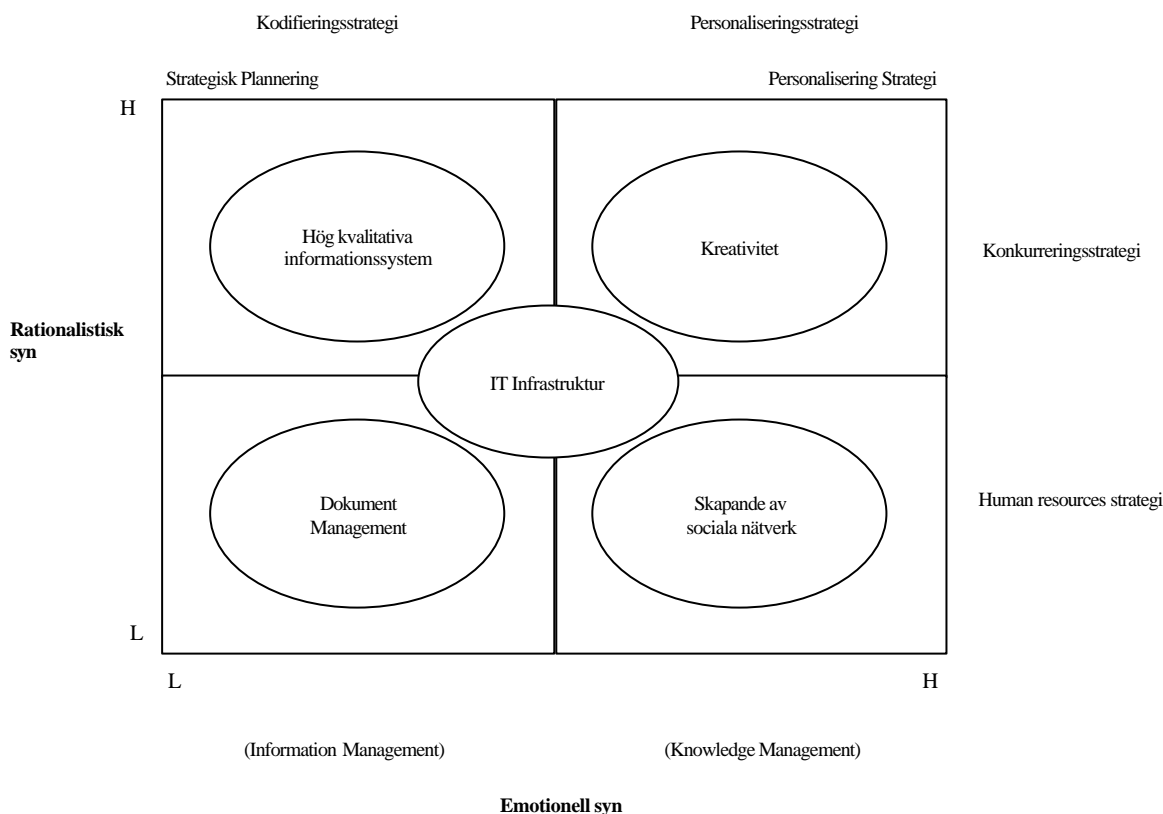 Kodifieringsstrategi
Personaliseringsstrategi
Strategisk Plannering
Personalisering Strategi
H
Hög kvalitativa
informationssystem
Kreativitet
Konkurreringsstrategi
Rationalistisk
syn
IT Infrastruktur
Dokument
Management
Skapande av
sociala nätverk
Human resources strategi
L
L
H
(Information Management)
(Knowledge Management)
Emotionell syn